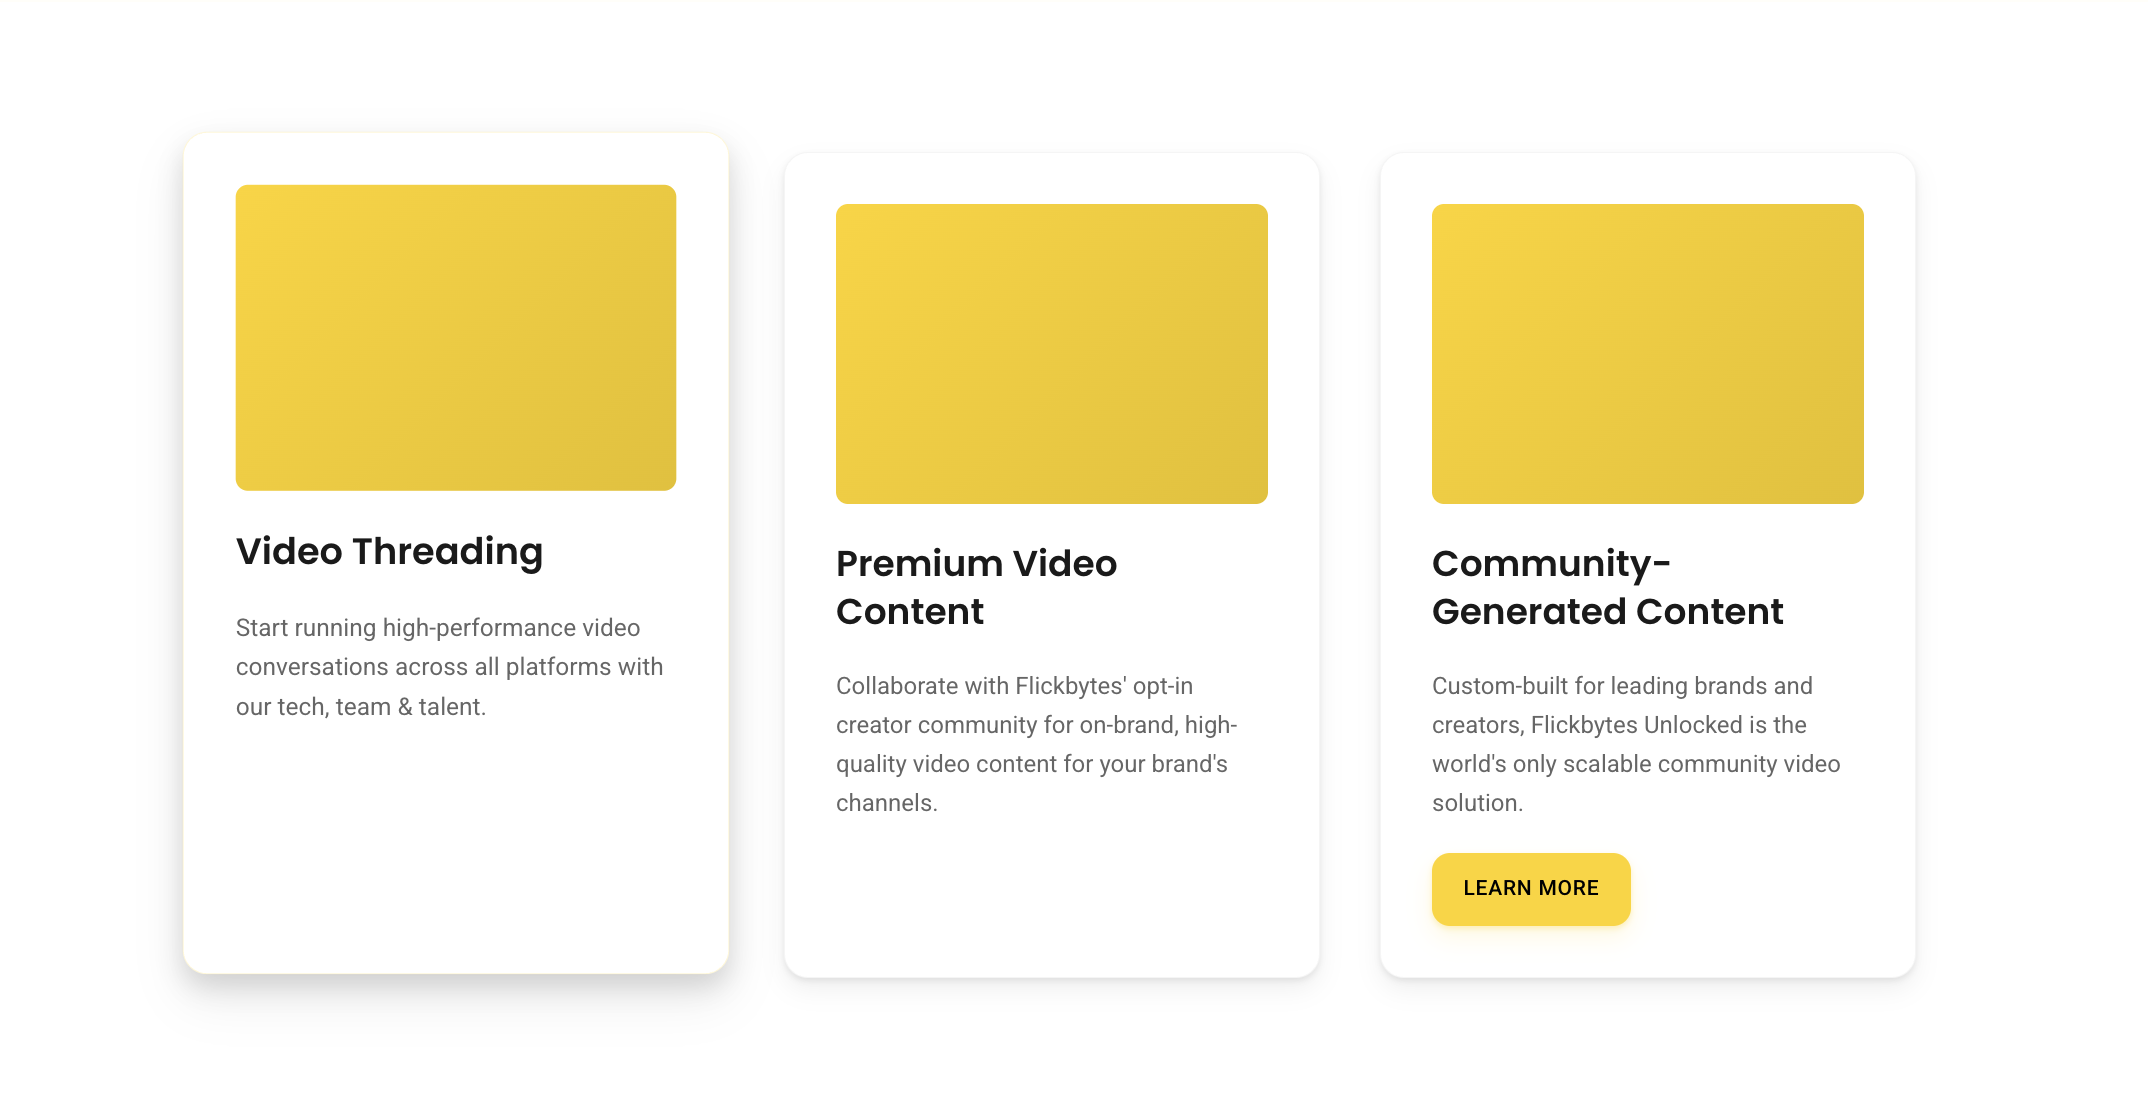 Video Threading
Start running high-performance video
conversations across all platforms with
our tech, team & talent.
Premium Video
Content
Collaborate with Flickbytes' opt-in
creator community for on-brand, high-
quality video content for your brand's
channels.
Community-
Generated Content
Custom-built for leading brands and
creators, Flickbytes Unlocked is the
world's only scalable community video
solution.
LEARN MORE